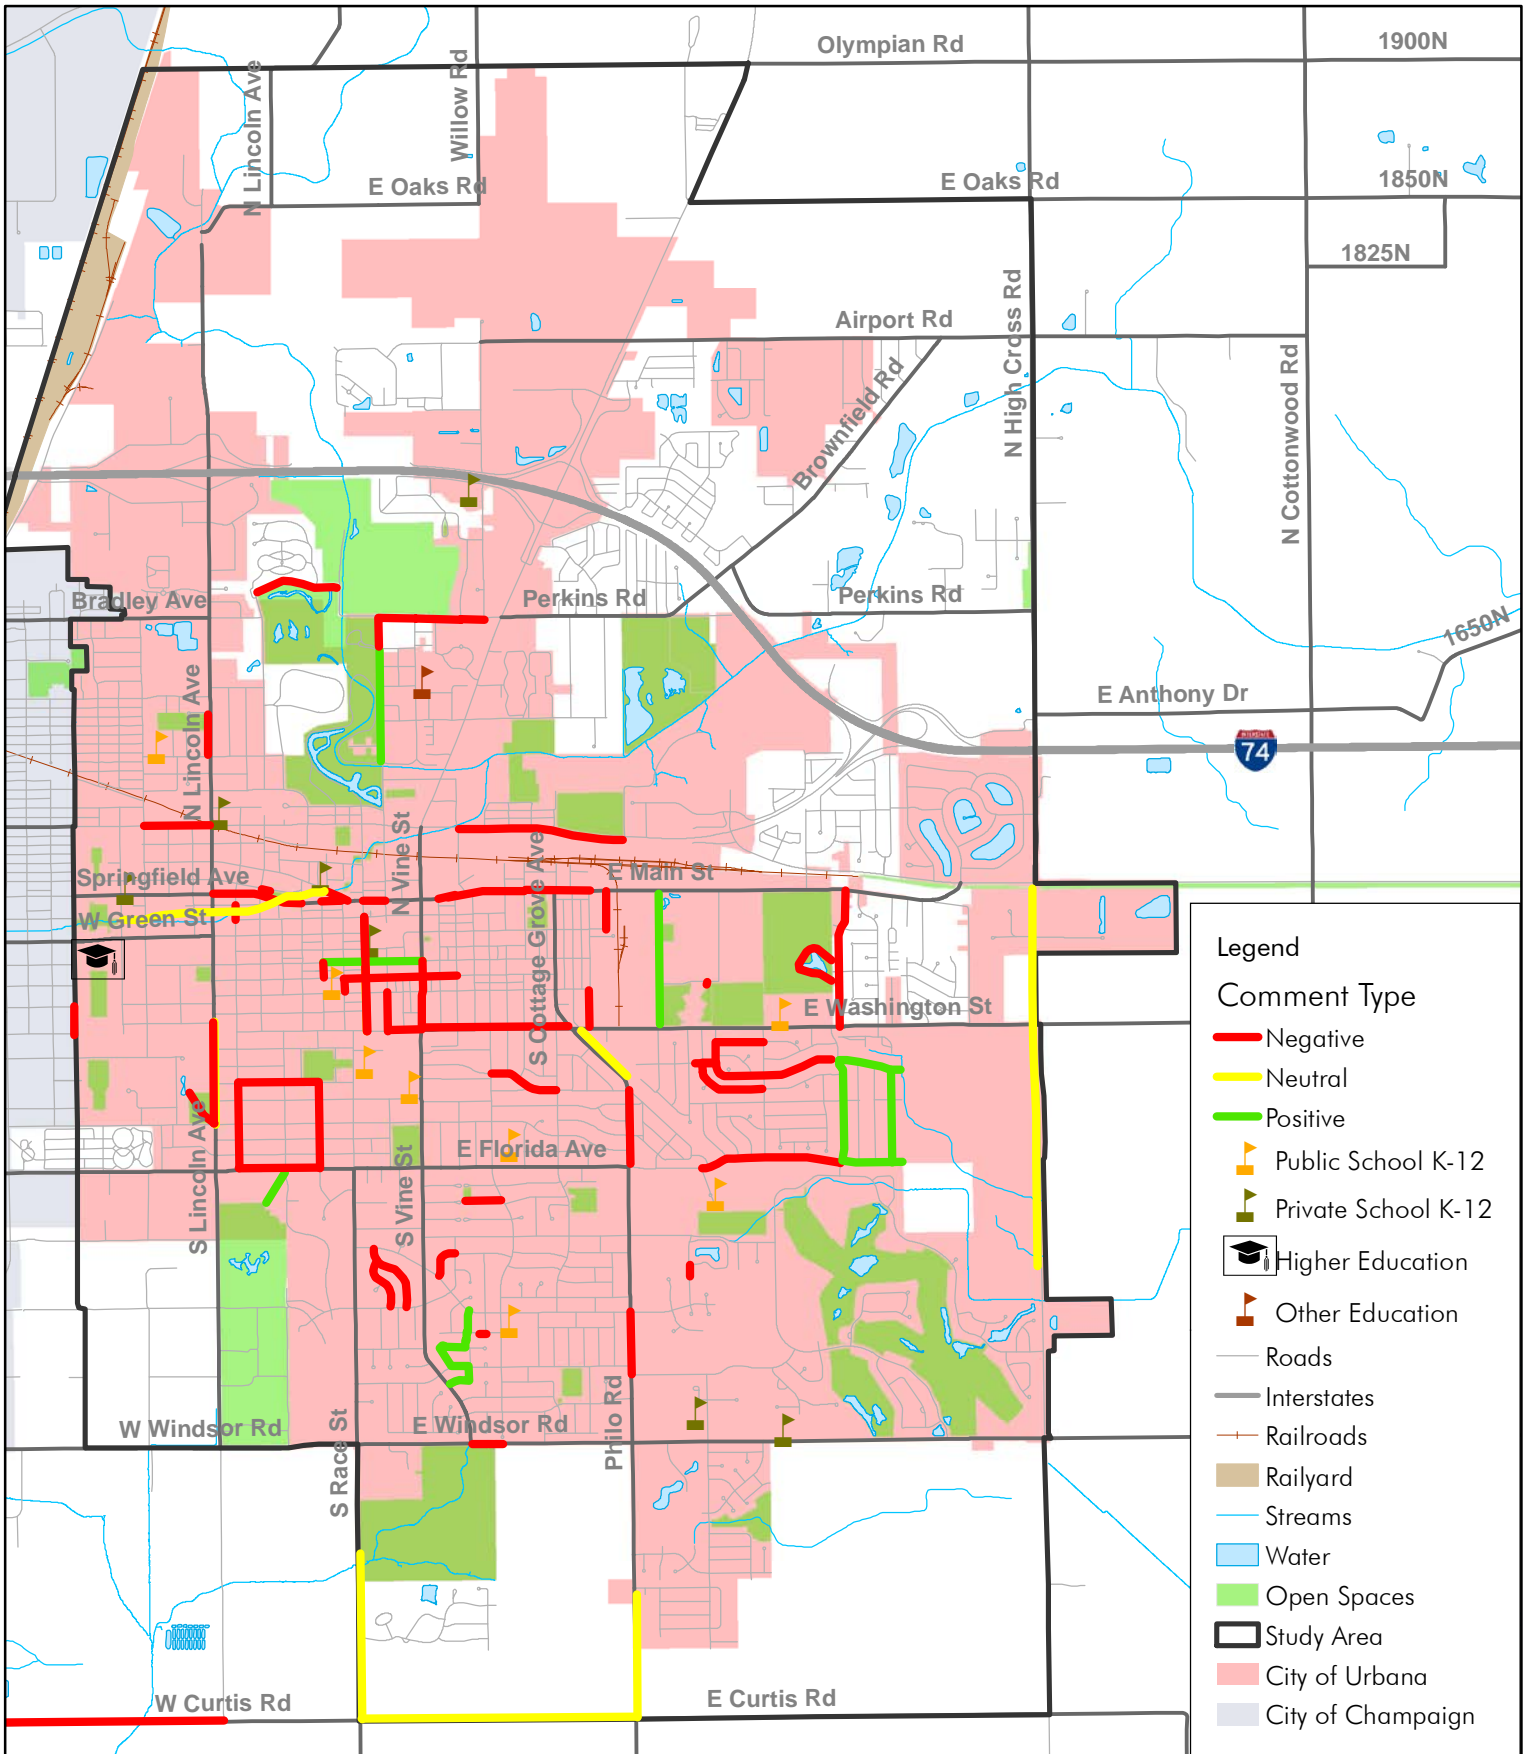 Olympian Rd
1900N
N Lincoln Ave
Willow Rd
E Oaks Rd
E Oaks Rd
1850N
1825N
N High Cross Rd
Airport Rd
Brownfield Rd
N Cottonwood Rd
Bradley Ave
Perkins Rd
Perkins Rd
1650N
N Lincoln Ave
E Anthony Dr
INTERSTATE
74
N Vine St
S Cottage Grove Ave
E Main St
Springfield Ave
W Green St
E Washington St
S Lincoln Ave
E Florida Ave
S Vine St
W Windsor Rd
E Windsor Rd
S Race St
Philo Rd
W Curtis Rd
E Curtis Rd
Legend
Comment Type
Negative
Neutral
Positive
Public School K-12
Private School K-12
Higher Education
Other Education
Roads
Interstates
Railroads
Railyard
Streams
Water
Open Spaces
Study Area
City of Urbana
City of Champaign